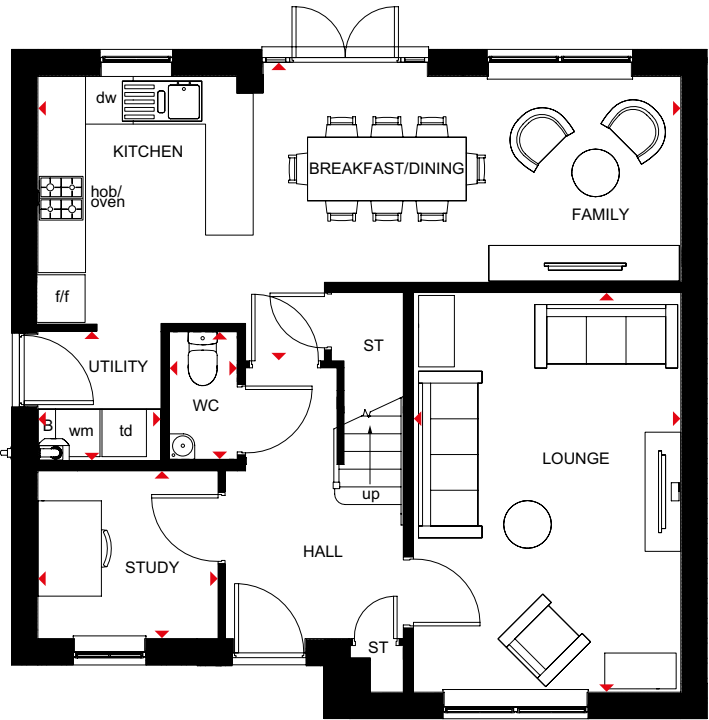 dw
KITCHEN
BREAKFAST/DINING
hob/
oven
FAMILY
f/f
ST
UTILITY
WC
B
wm
td
LOUNGE
up
HALL
STUDY
ST